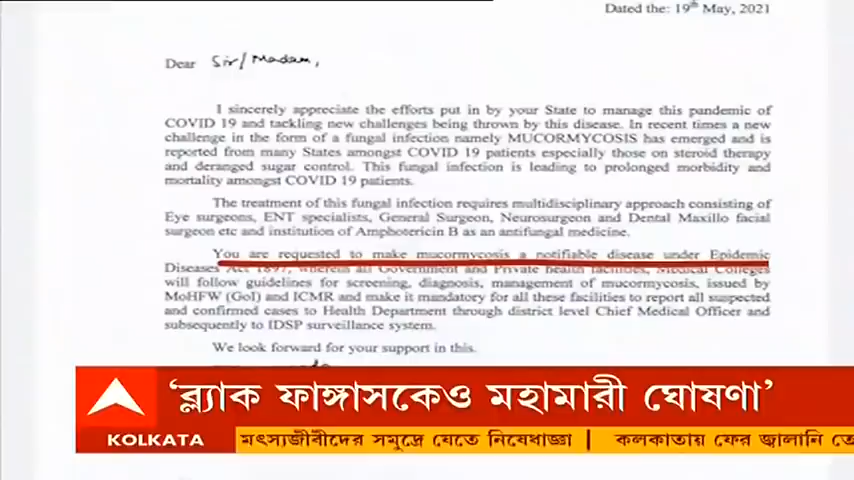 Dated the: 19th May, 2021
Dear Sir/Madam,
I sincerely appreciate the efforts put in by your State to manage this pandemic of
COVID 19 and tackling new challenges being thrown by this disease. In recent times a new
challenge in the form of a fungal infection namely MUCORMYCOSIS has emerged and is
reported from many States amongst COVID 19 patients especially those on steroid therapy
and deranged sugar control. This fungal infection is leading to prolonged morbidity and
mortality amongst COVID 19 patients.
The treatment of this fungal infection requires multidisciplinary approach consisting of
Eye surgeons, ENT specialists, General Surgeon, Neurosurgeon and Dental Maxillo facial
surgeon etc and institution of Amphotericin B as an antifungal medicine.
You are requested to make mucormycosis a notifiable disease under Epidemic
Diseases Act 1897, wherein all Government and Private health facilities, Medical Colleges
will follow guidelines for screening, diagnosis, management of mucormycosis, issued by
MoHFW (GoI) and ICMR and make it mandatory for all these facilities to report all suspected
and confirmed cases to Health Department through district level Chief Medical Officer and
subsequently to IDSP surveillance system.
We look forward for your support in this.
‘ব্ল্যাক ফাঙ্গাসকেও মহামারী ঘোষণা’
KOLKATA
মৎস্যজীবীদের সমুদ্রে যেতে নিষেধাজ্ঞা | কলকাতায় ফের জ্বালানি তে